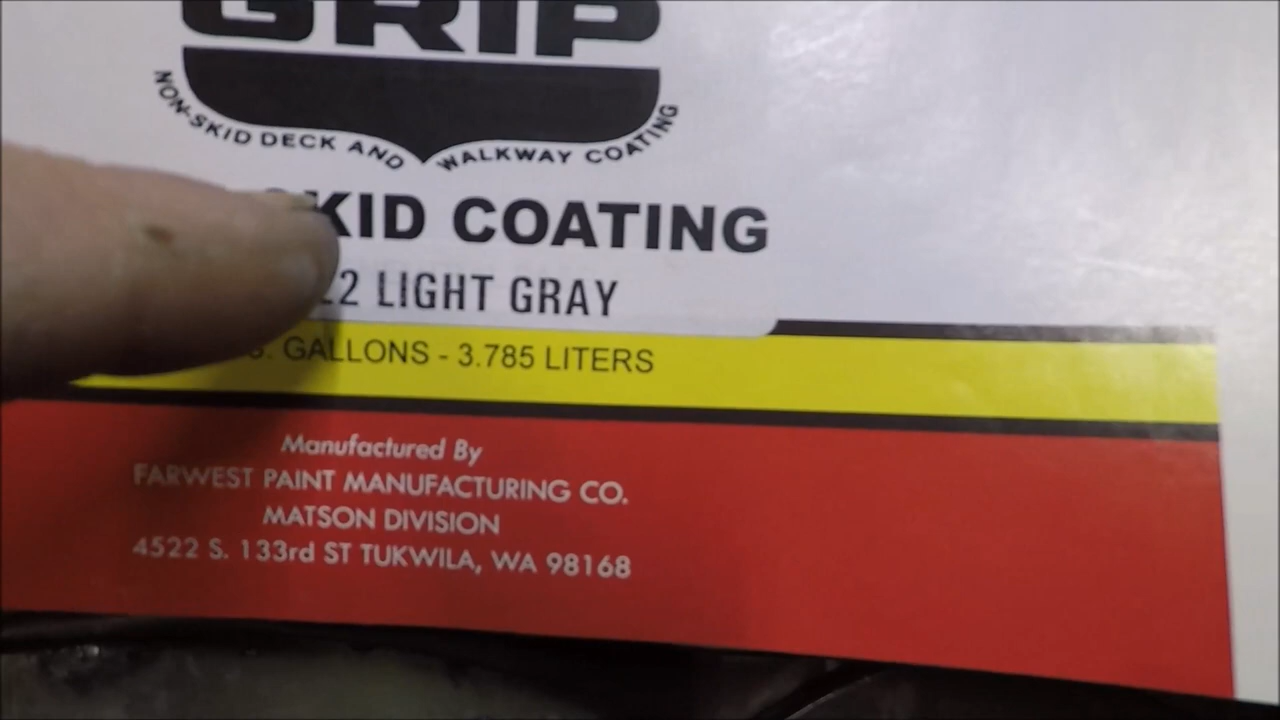 GRIP
NON-SKID DECK AND WALKWAY COATING
SKID COATING
22 LIGHT GRAY
S. GALLONS - 3.785 LITERS
Manufactured By
FARWEST PAINT MANUFACTURING CO.
MATSON DIVISION
4522 S. 133rd ST TUKWILA, WA 98168